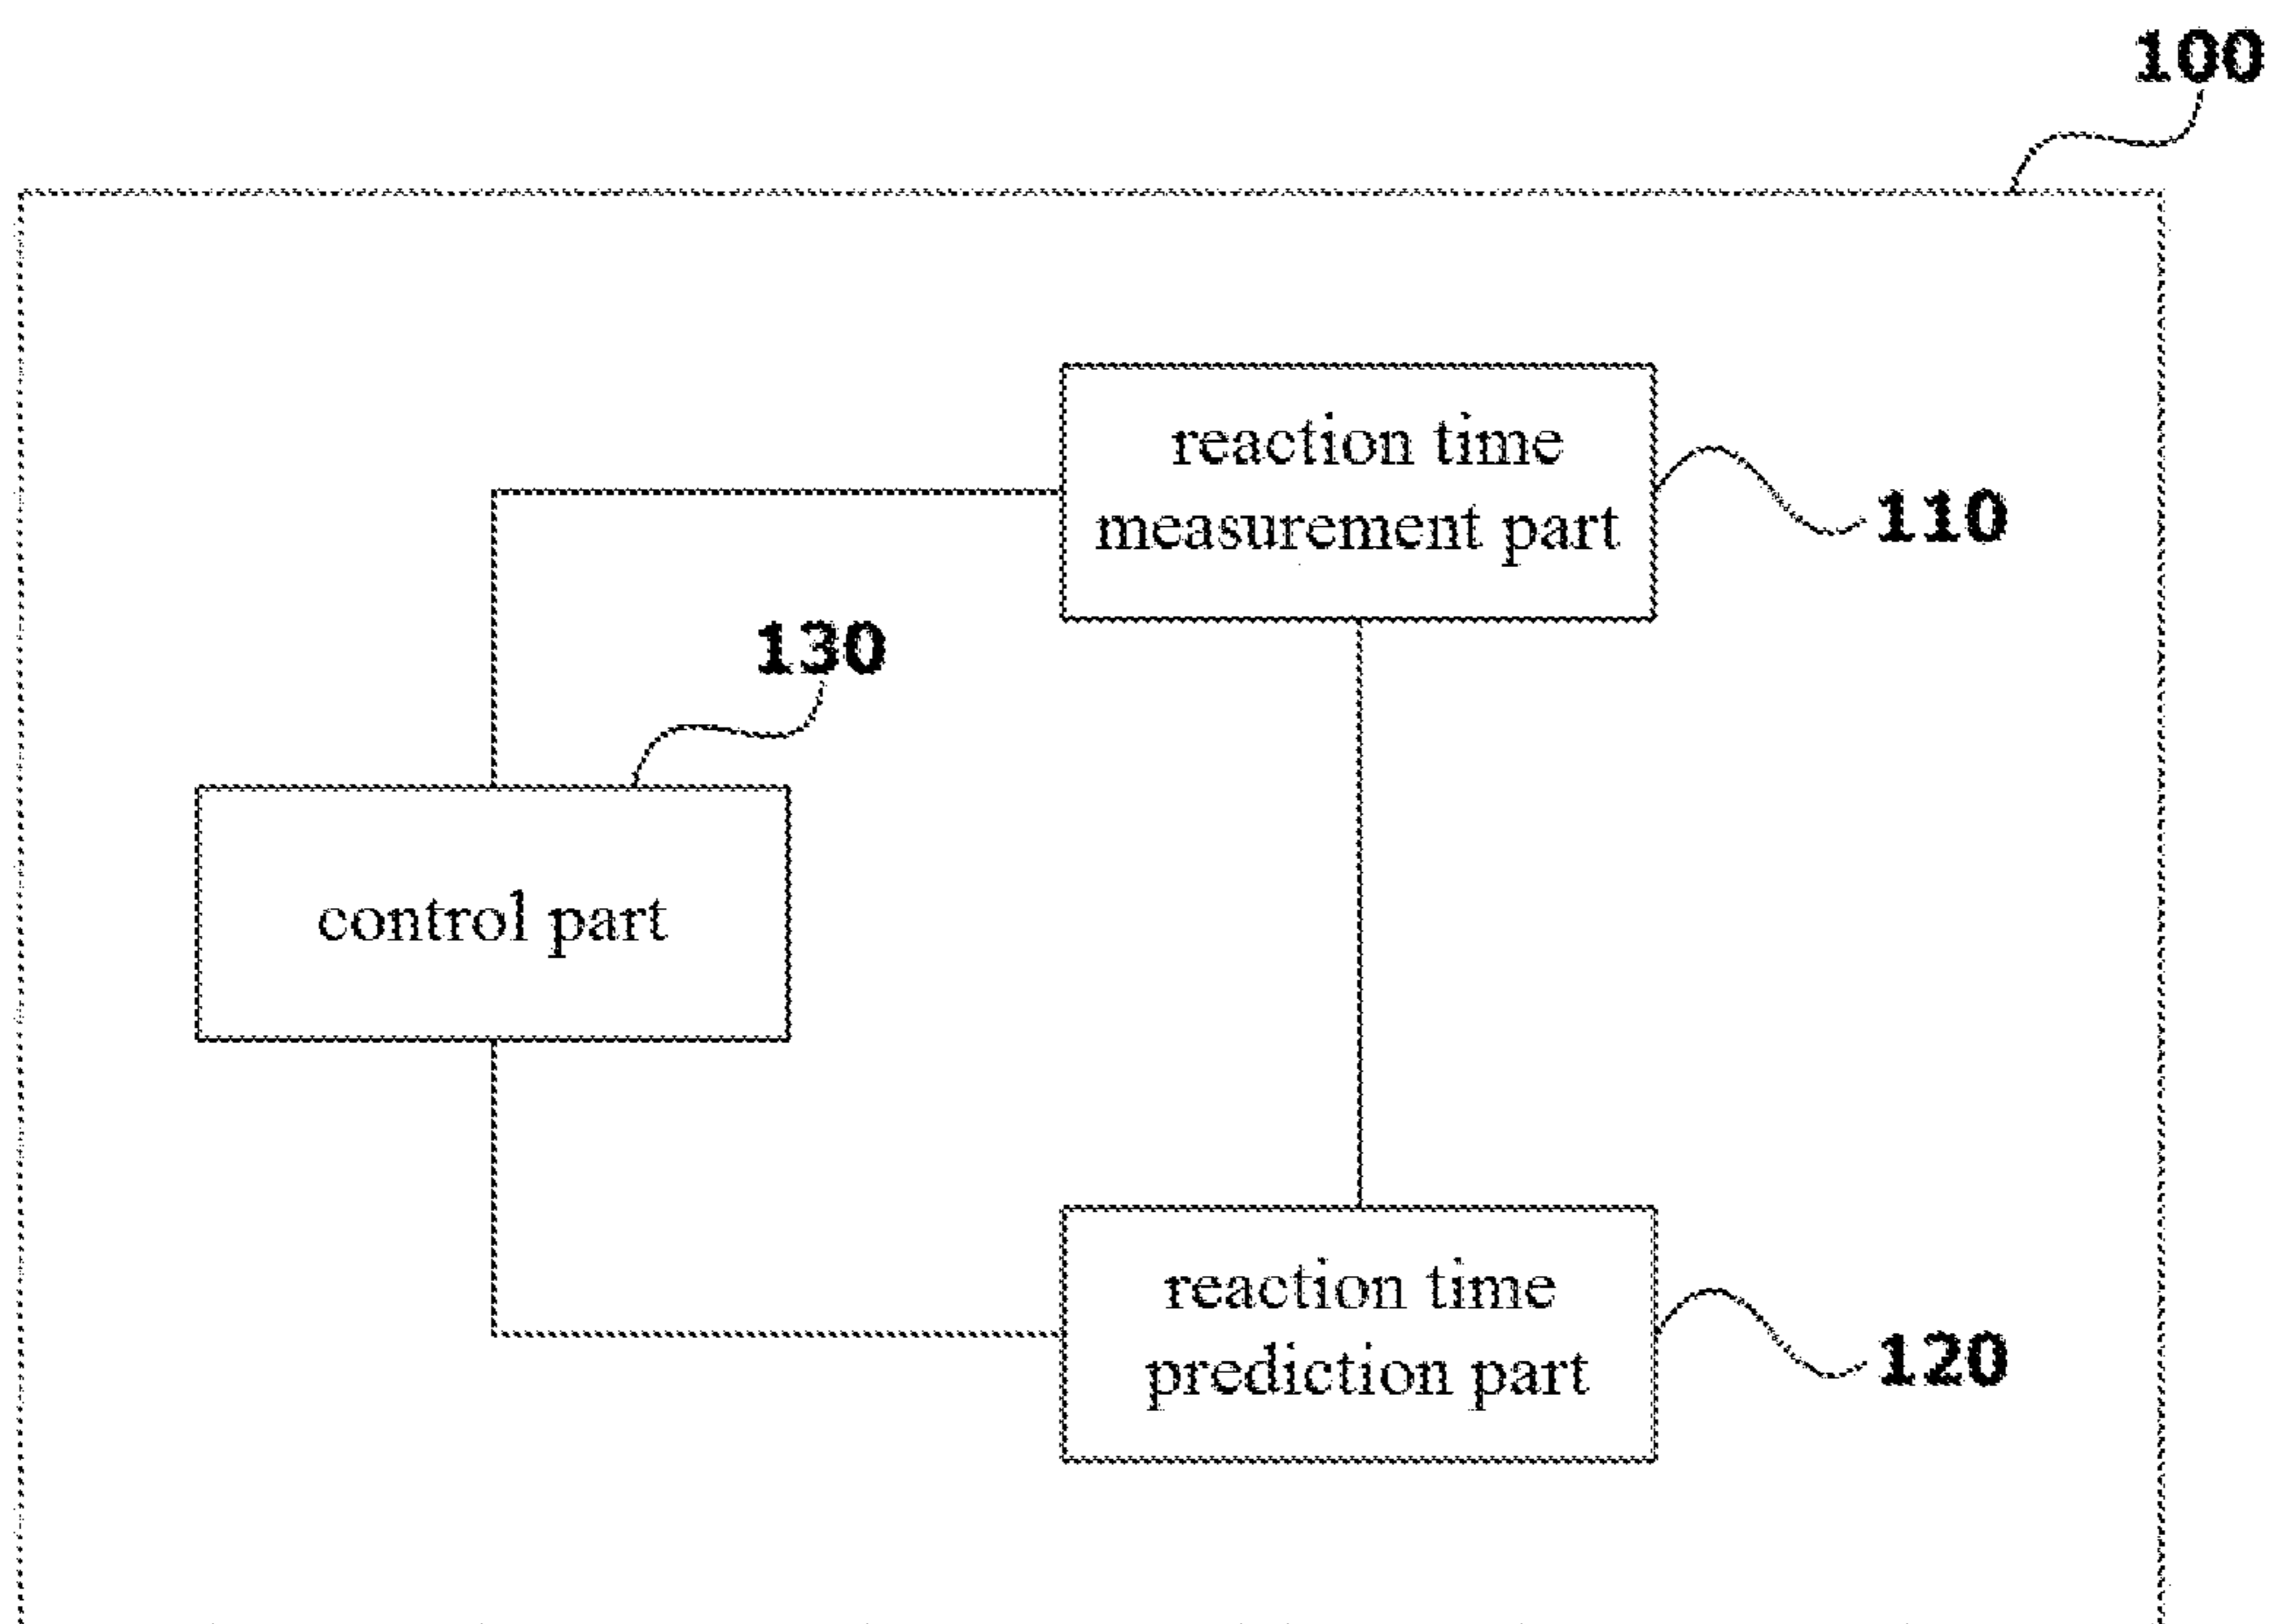 100
reaction time
measurement part
110
130
control part
reaction time
prediction part
120